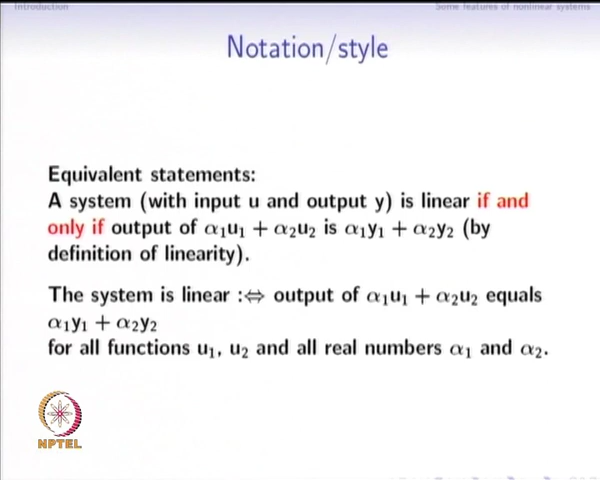 Introduction
Some features of nonlinear systems
Notation/style
Equivalent statements:
A system (with input u and output y) is linear if and
only if output of α₁u₁ + α₂u₂ is α₁y₁ + α₂y₂ (by
definition of linearity).
The system is linear :⇔ output of α₁u₁ + α₂u₂ equals
α₁y₁ + α₂y₂
for all functions u₁, u₂ and all real numbers α₁ and α₂.
NPTEL